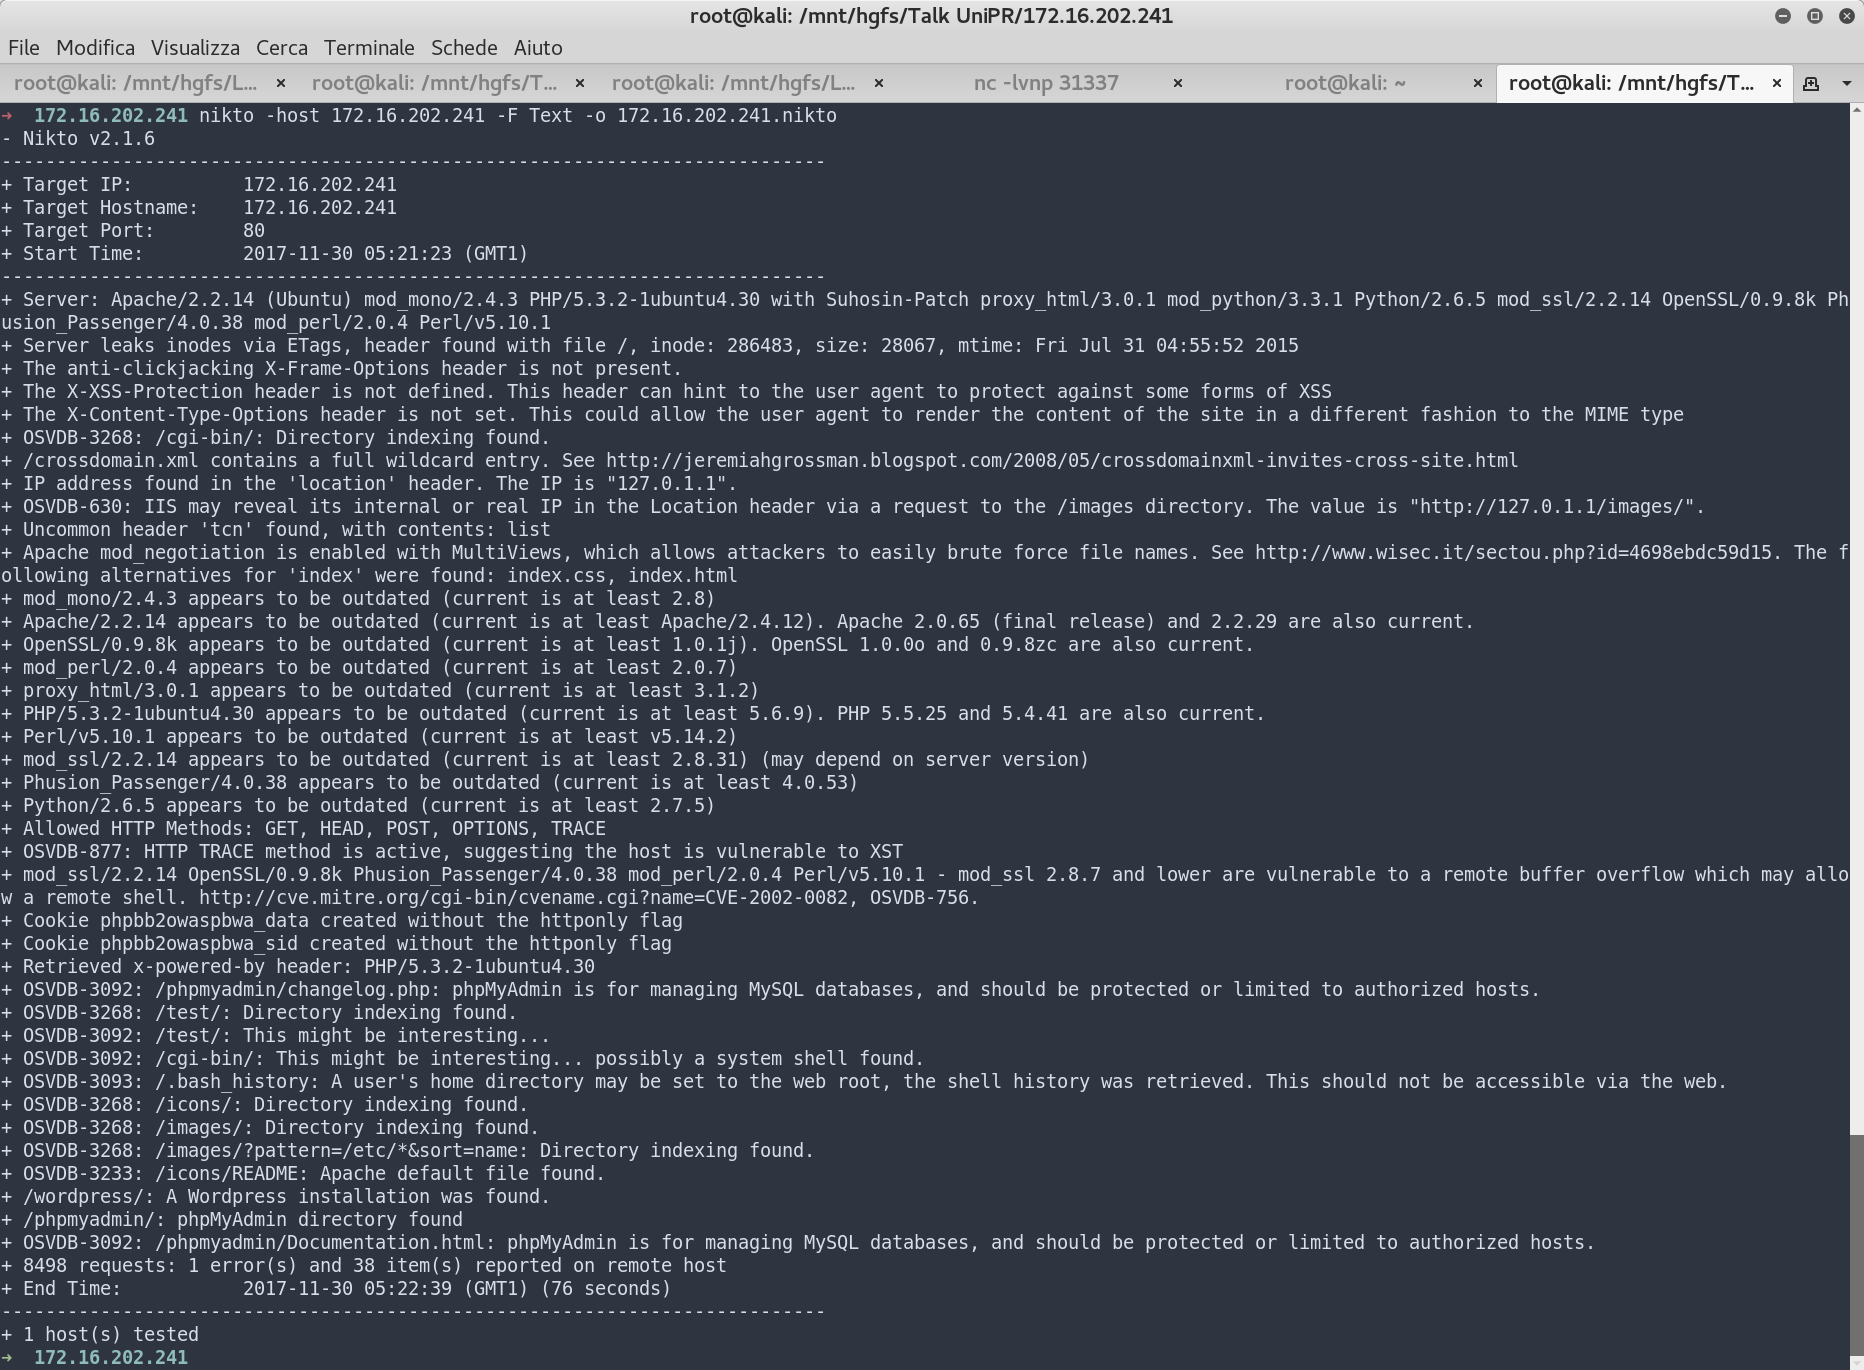 root@kali: /mnt/hgfs/Talk UniPR/172.16.202.241
File Modifica Visualizza Cerca Terminale Schede Aiuto
root@kali: /mnt/hgfs/L... × root@kali: /mnt/hgfs/T... × root@kali: /mnt/hgfs/L... × nc -lvnp 31337 × root@kali: ~ × root@kali: /mnt/hgfs/T... ×
➜ 172.16.202.241 nikto -host 172.16.202.241 -F Text -o 172.16.202.241.nikto
- Nikto v2.1.6
---------------------------------------------------------------------------
+ Target IP:          172.16.202.241
+ Target Hostname:    172.16.202.241
+ Target Port:        80
+ Start Time:         2017-11-30 05:21:23 (GMT1)
---------------------------------------------------------------------------
+ Server: Apache/2.2.14 (Ubuntu) mod_mono/2.4.3 PHP/5.3.2-1ubuntu4.30 with Suhosin-Patch proxy_html/3.0.1 mod_python/3.3.1 Python/2.6.5 mod_ssl/2.2.14 OpenSSL/0.9.8k Ph
usion_Passenger/4.0.38 mod_perl/2.0.4 Perl/v5.10.1
+ Server leaks inodes via ETags, header found with file /, inode: 286483, size: 28067, mtime: Fri Jul 31 04:55:52 2015
+ The anti-clickjacking X-Frame-Options header is not present.
+ The X-XSS-Protection header is not defined. This header can hint to the user agent to protect against some forms of XSS
+ The X-Content-Type-Options header is not set. This could allow the user agent to render the content of the site in a different fashion to the MIME type
+ OSVDB-3268: /cgi-bin/: Directory indexing found.
+ /crossdomain.xml contains a full wildcard entry. See http://jeremiahgrossman.blogspot.com/2008/05/crossdomainxml-invites-cross-site.html
+ IP address found in the 'location' header. The IP is "127.0.1.1".
+ OSVDB-630: IIS may reveal its internal or real IP in the Location header via a request to the /images directory. The value is "http://127.0.1.1/images/".
+ Uncommon header 'tcn' found, with contents: list
+ Apache mod_negotiation is enabled with MultiViews, which allows attackers to easily brute force file names. See http://www.wisec.it/sectou.php?id=4698ebdc59d15. The f
ollowing alternatives for 'index' were found: index.css, index.html
+ mod_mono/2.4.3 appears to be outdated (current is at least 2.8)
+ Apache/2.2.14 appears to be outdated (current is at least Apache/2.4.12). Apache 2.0.65 (final release) and 2.2.29 are also current.
+ OpenSSL/0.9.8k appears to be outdated (current is at least 1.0.1j). OpenSSL 1.0.0o and 0.9.8zc are also current.
+ mod_perl/2.0.4 appears to be outdated (current is at least 2.0.7)
+ proxy_html/3.0.1 appears to be outdated (current is at least 3.1.2)
+ PHP/5.3.2-1ubuntu4.30 appears to be outdated (current is at least 5.6.9). PHP 5.5.25 and 5.4.41 are also current.
+ Perl/v5.10.1 appears to be outdated (current is at least v5.14.2)
+ mod_ssl/2.2.14 appears to be outdated (current is at least 2.8.31) (may depend on server version)
+ Phusion_Passenger/4.0.38 appears to be outdated (current is at least 4.0.53)
+ Python/2.6.5 appears to be outdated (current is at least 2.7.5)
+ Allowed HTTP Methods: GET, HEAD, POST, OPTIONS, TRACE
+ OSVDB-877: HTTP TRACE method is active, suggesting the host is vulnerable to XST
+ mod_ssl/2.2.14 OpenSSL/0.9.8k Phusion_Passenger/4.0.38 mod_perl/2.0.4 Perl/v5.10.1 - mod_ssl 2.8.7 and lower are vulnerable to a remote buffer overflow which may allo
w a remote shell. http://cve.mitre.org/cgi-bin/cvename.cgi?name=CVE-2002-0082, OSVDB-756.
+ Cookie phpbb2owaspbwa_data created without the httponly flag
+ Cookie phpbb2owaspbwa_sid created without the httponly flag
+ Retrieved x-powered-by header: PHP/5.3.2-1ubuntu4.30
+ OSVDB-3092: /phpmyadmin/changelog.php: phpMyAdmin is for managing MySQL databases, and should be protected or limited to authorized hosts.
+ OSVDB-3268: /test/: Directory indexing found.
+ OSVDB-3092: /test/: This might be interesting...
+ OSVDB-3092: /cgi-bin/: This might be interesting... possibly a system shell found.
+ OSVDB-3093: /.bash_history: A user's home directory may be set to the web root, the shell history was retrieved. This should not be accessible via the web.
+ OSVDB-3268: /icons/: Directory indexing found.
+ OSVDB-3268: /images/: Directory indexing found.
+ OSVDB-3268: /images/?pattern=/etc/*&sort=name: Directory indexing found.
+ OSVDB-3233: /icons/README: Apache default file found.
+ /wordpress/: A Wordpress installation was found.
+ /phpmyadmin/: phpMyAdmin directory found
+ OSVDB-3092: /phpmyadmin/Documentation.html: phpMyAdmin is for managing MySQL databases, and should be protected or limited to authorized hosts.
+ 8498 requests: 1 error(s) and 38 item(s) reported on remote host
+ End Time:           2017-11-30 05:22:39 (GMT1) (76 seconds)
---------------------------------------------------------------------------
+ 1 host(s) tested
➜ 172.16.202.241